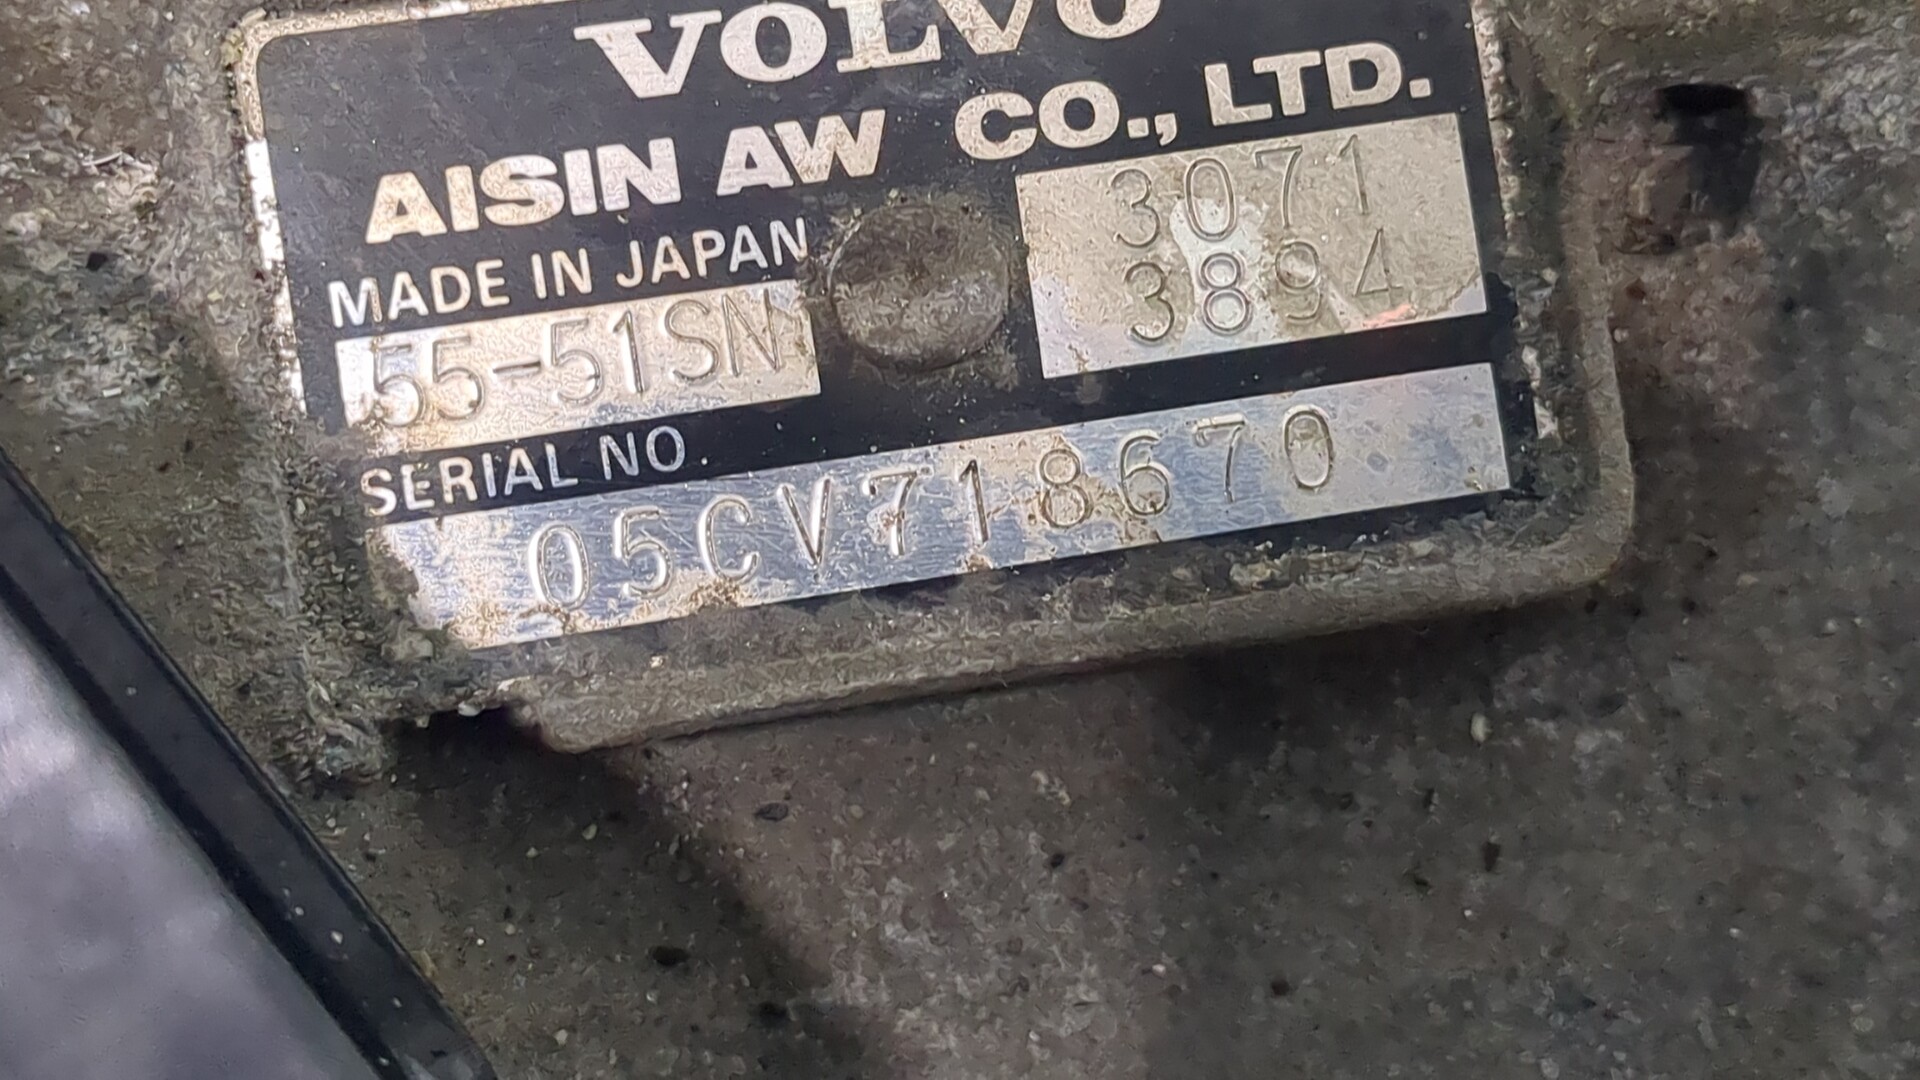 VOLVO
AISIN AW CO., LTD.
MADE IN JAPAN
55-51SN
3071
3894
SERIAL NO.
05CV718670